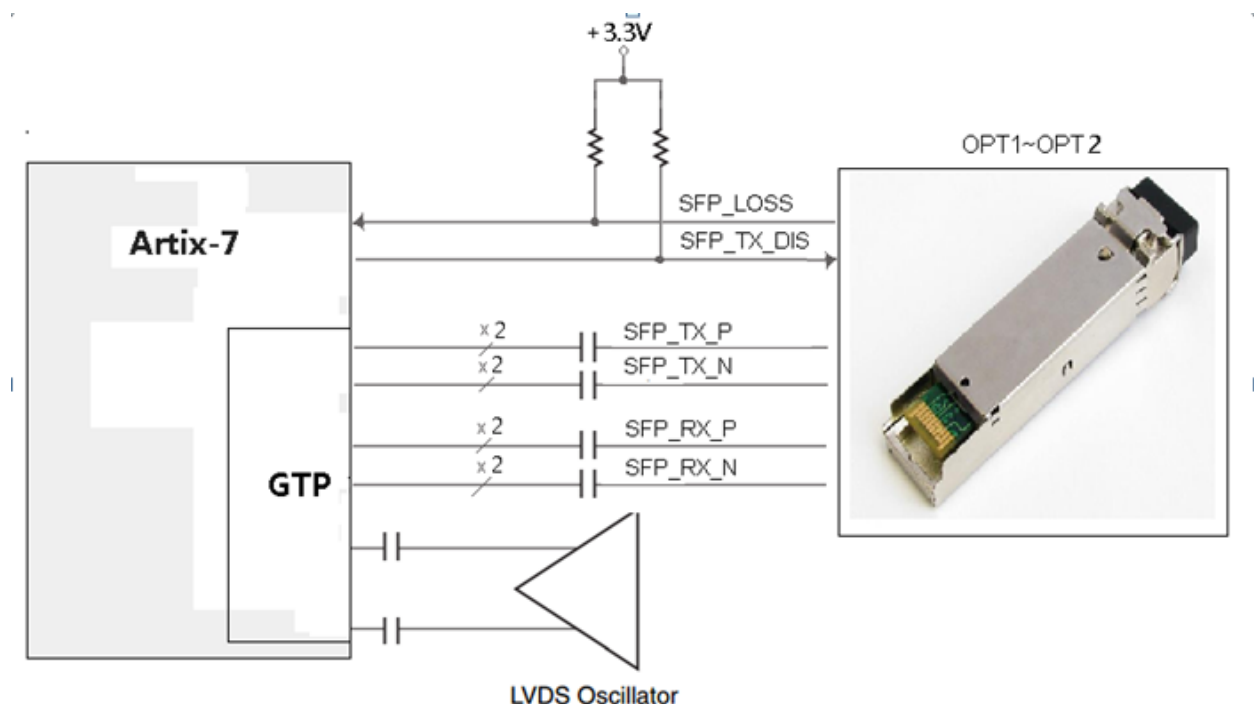 +3.3V
OPT1~OPT2
SFP_LOSS
Artix-7
SFP_TX_DIS
x2
SFP_TX_P
x2
SFP_TX_N
x2
SFP_RX_P
x2
SFP_RX_N
GTP
LVDS Oscillator